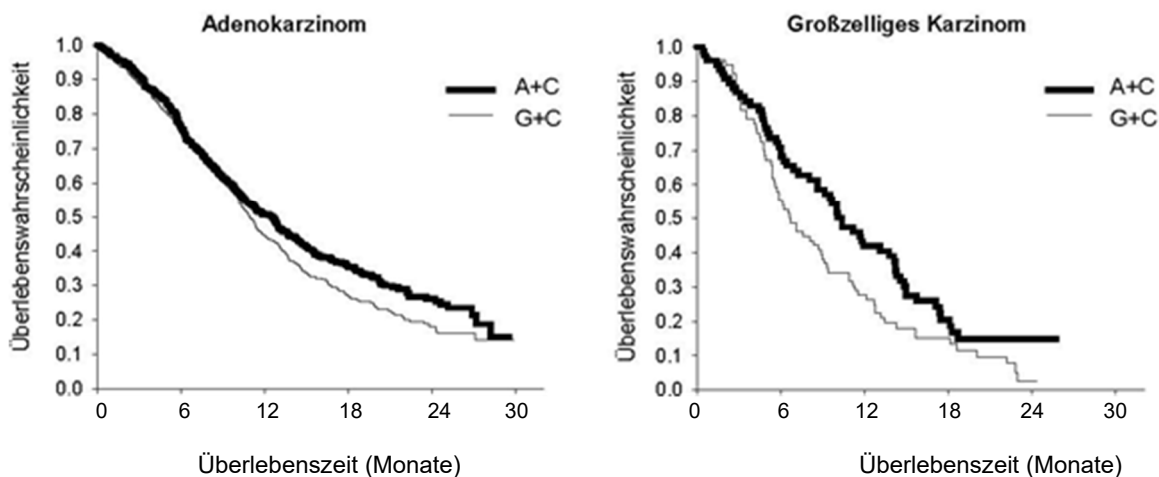 Adenokarzinom
Überlebenswahrscheinlichkeit
1.0
0.9
0.8
0.7
0.6
0.5
0.4
0.3
0.2
0.1
0.0
A+C
G+C
0 6 12 18 24 30
Überlebenszeit (Monate)
Großzelliges Karzinom
Überlebenswahrscheinlichkeit
1.0
0.9
0.8
0.7
0.6
0.5
0.4
0.3
0.2
0.1
0.0
A+C
G+C
0 6 12 18 24 30
Überlebenszeit (Monate)